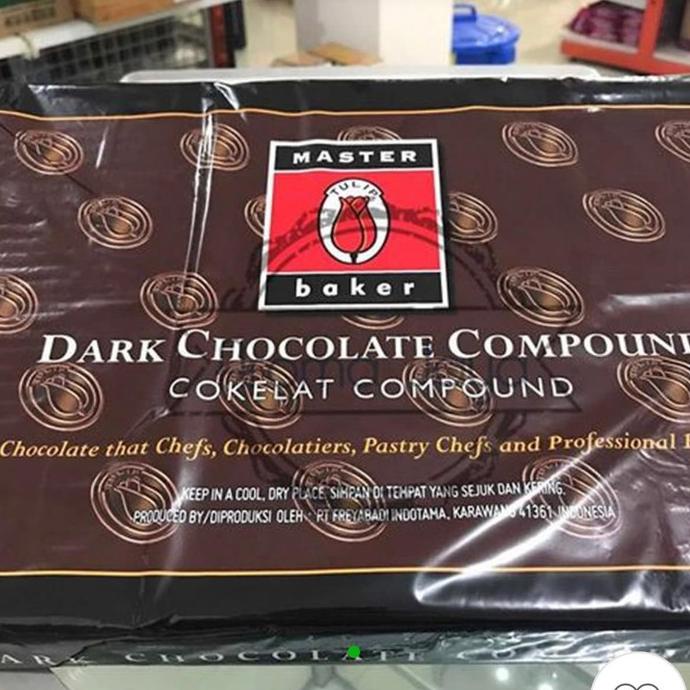 MASTER
TULIP
baker
DARK CHOCOLATE COMPOUND
COKELAT COMPOUND
Chocolate that Chefs, Chocolatiers, Pastry Chefs and Professional
KEEP IN A COOL, DRY PLACE. SIMPAN DI TEMPAT YANG SEJUK DAN KERING.
PRODUCED BY/DIPRODUKSI OLEH : PT FREYABADI INDOTAMA, KARAWANG 41361 INDONESIA
CHOCOLATE